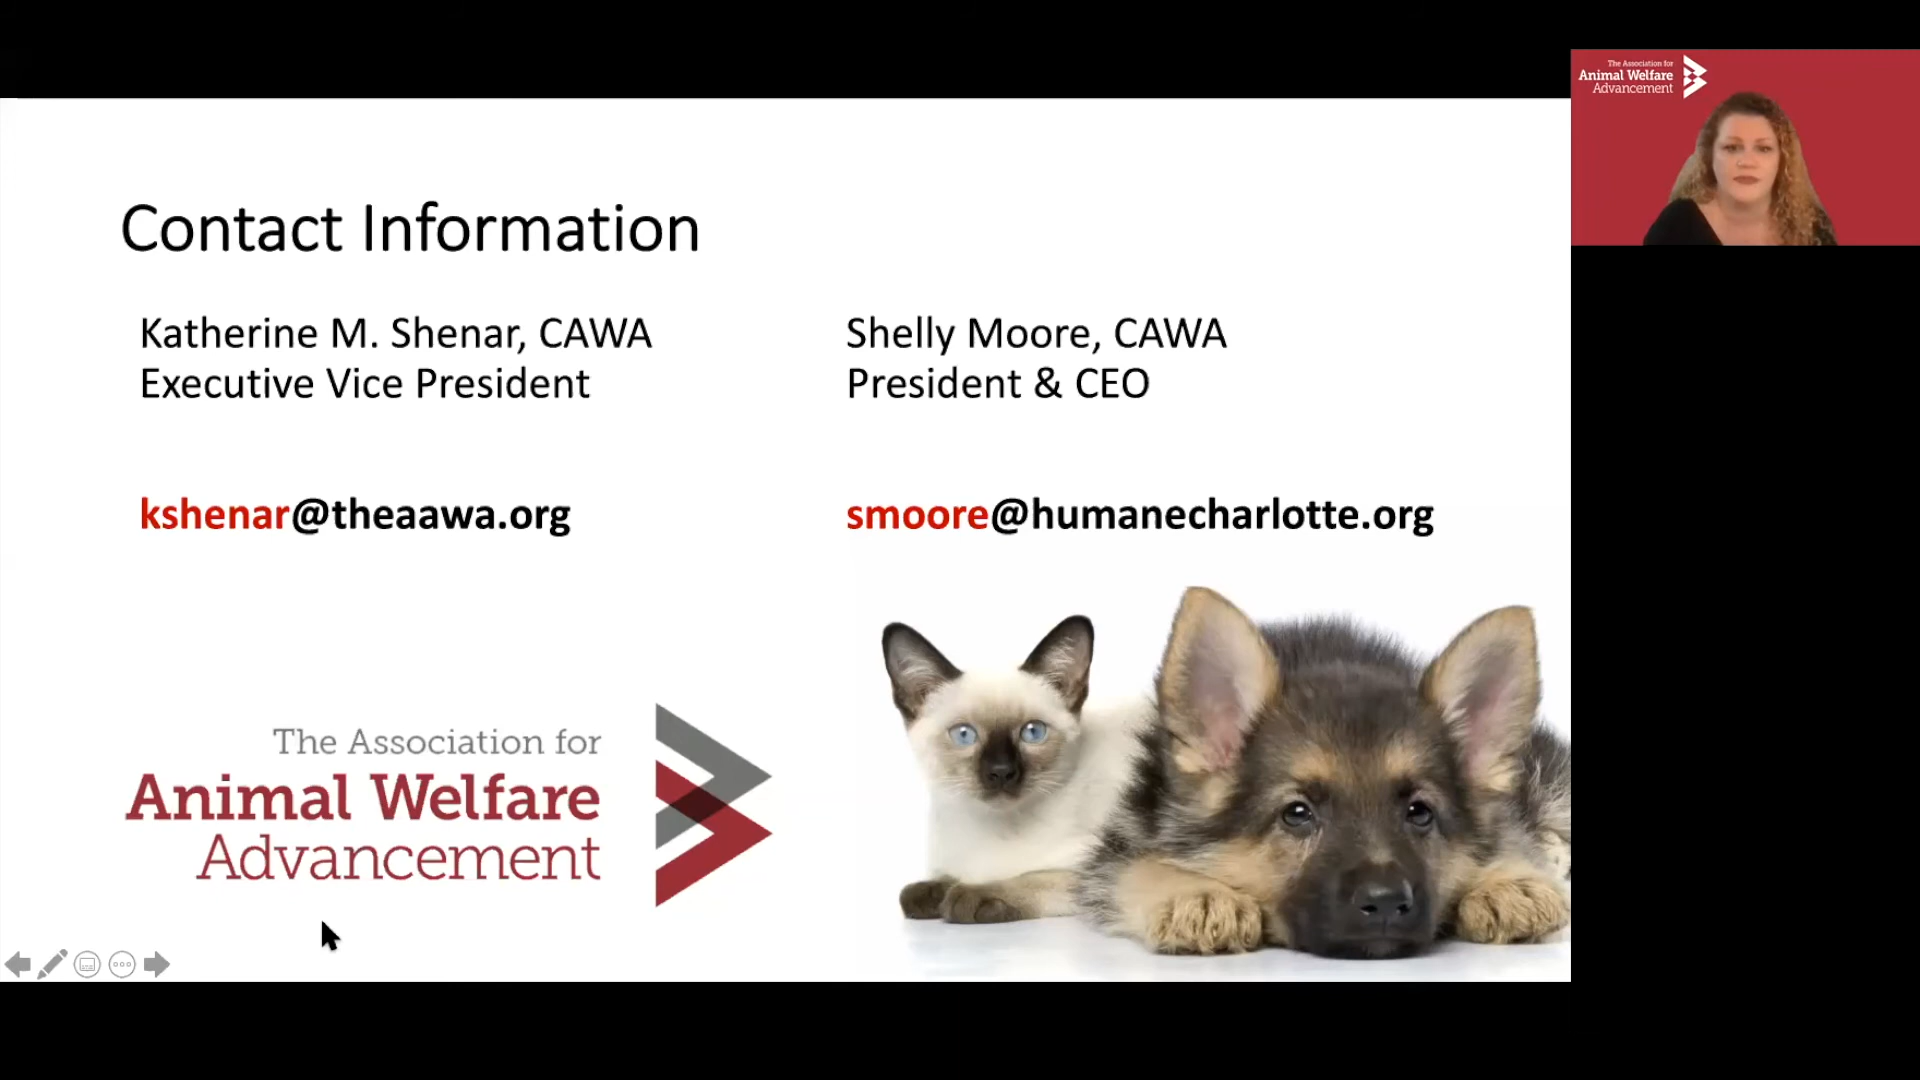 The Association for
Animal Welfare
Advancement
Contact Information
Katherine M. Shenar, CAWA
Executive Vice President
kshenar@theaawa.org
Shelly Moore, CAWA
President & CEO
smoore@humanecharlotte.org
The Association for
Animal Welfare
Advancement